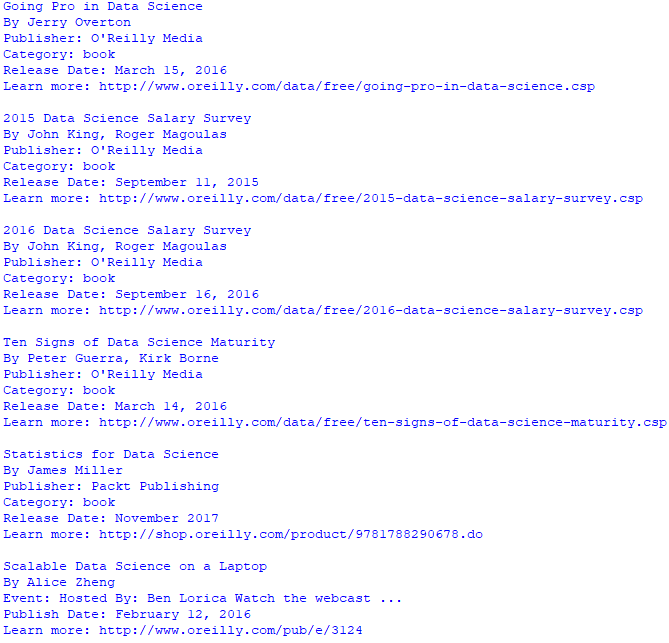 Going Pro in Data Science
By Jerry Overton
Publisher: O'Reilly Media
Category: book
Release Date: March 15, 2016
Learn more: http://www.oreilly.com/data/free/going-pro-in-data-science.csp

2015 Data Science Salary Survey
By John King, Roger Magoulas
Publisher: O'Reilly Media
Category: book
Release Date: September 11, 2015
Learn more: http://www.oreilly.com/data/free/2015-data-science-salary-survey.csp

2016 Data Science Salary Survey
By John King, Roger Magoulas
Publisher: O'Reilly Media
Category: book
Release Date: September 16, 2016
Learn more: http://www.oreilly.com/data/free/2016-data-science-salary-survey.csp

Ten Signs of Data Science Maturity
By Peter Guerra, Kirk Borne
Publisher: O'Reilly Media
Category: book
Release Date: March 14, 2016
Learn more: http://www.oreilly.com/data/free/ten-signs-of-data-science-maturity.csp

Statistics for Data Science
By James Miller
Publisher: Packt Publishing
Category: book
Release Date: November 2017
Learn more: http://shop.oreilly.com/product/9781788290678.do

Scalable Data Science on a Laptop
By Alice Zheng
Event: Hosted By: Ben Lorica Watch the webcast ...
Publish Date: February 12, 2016
Learn more: http://www.oreilly.com/pub/e/3124